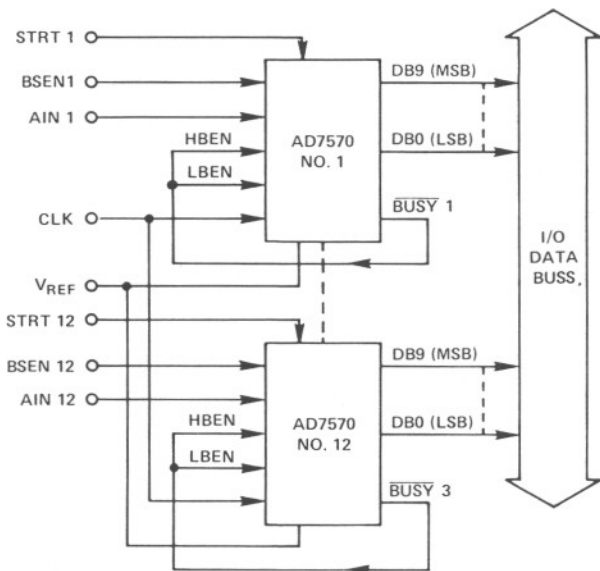 STRT 1
BSEN1
AIN 1
HBEN
LBEN
CLK
VREF
AD7570
NO. 1
DB9 (MSB)
DB0 (LSB)
BUSY 1
I/O
DATA
BUSS.
STRT 12
BSEN 12
AIN 12
HBEN
LBEN
AD7570
NO. 12
DB9 (MSB)
DB0 (LSB)
BUSY 3